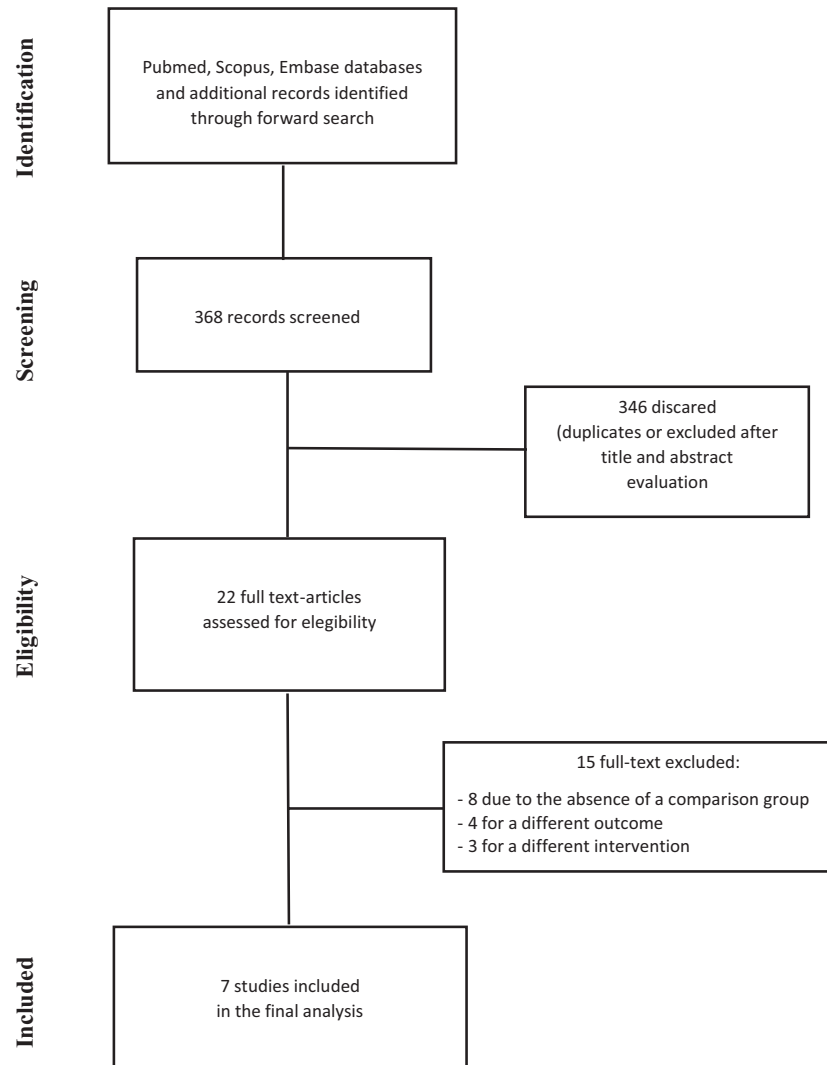 Identification
Pubmed, Scopus, Embase databases
and additional records identified
through forward search
Screening
368 records screened
346 discared
(duplicates or excluded after
title and abstract
evaluation
Eligibility
22 full text-articles
assessed for elegibility
15 full-text excluded:
- 8 due to the absence of a comparison group
- 4 for a different outcome
- 3 for a different intervention
Included
7 studies included
in the final analysis